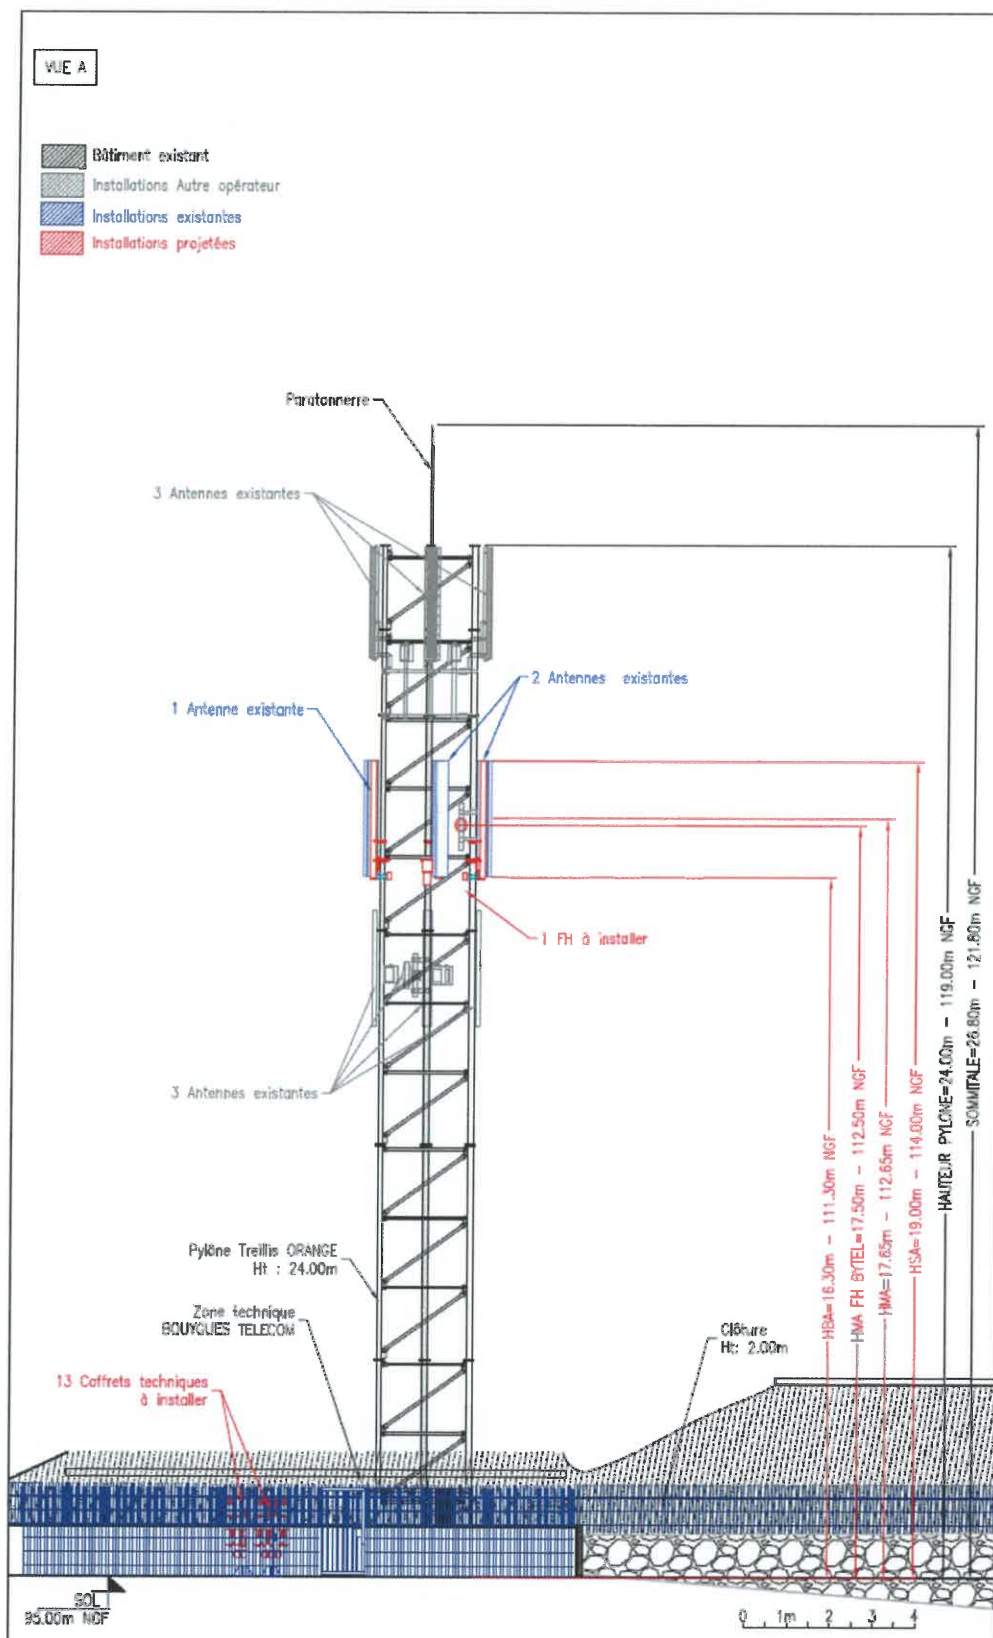 VUE A
Bâtiment existant
Installations Autre opérateur
Installations existantes
Installations projetées
Paratonnerre
3 Antennes existantes
2 Antennes existantes
1 Antenne existante
1 FH à installer
3 Antennes existantes
Pylône Treillis ORANGE
Ht : 24.00m
Zone technique
BOUYGUES TELECOM
Clôture
Ht: 2.00m
13 Coffrets techniques
à installer
HBA=16.30m - 111.30m NGF
HMA FH BYTEL=17.50m - 112.50m NGF
HMA=17.65m - 112.65m NGF
HSA=19.00m - 114.00m NGF
HAUTEUR PYLONE=24.00m - 119.00m NGF
SOMMITALE=26.80m - 121.80m NGF
SOL
95.00m NGF
0 1m 2 3 4